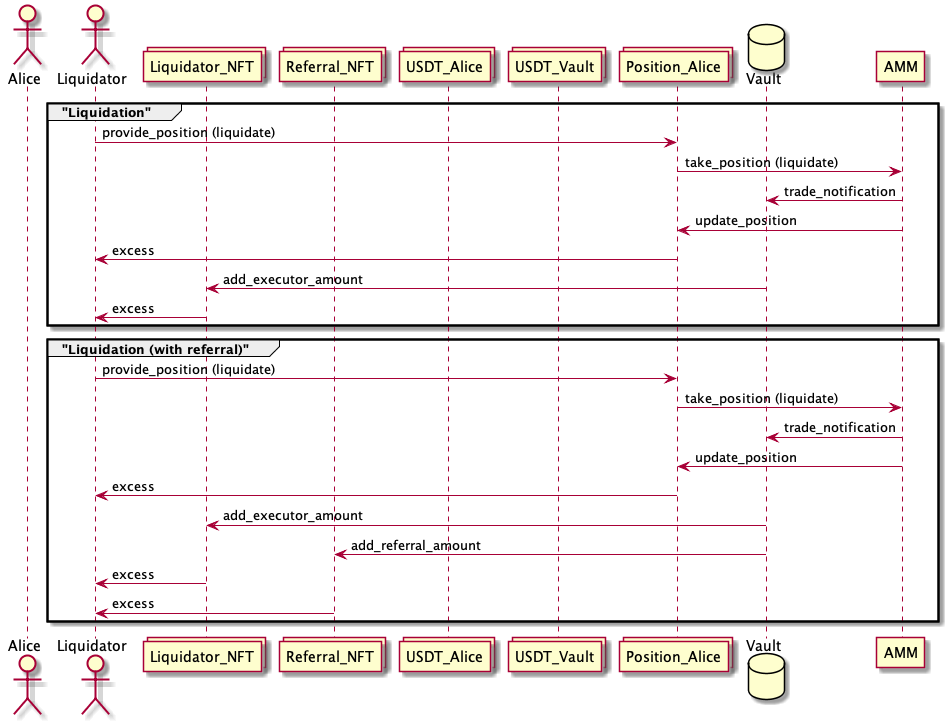 Alice Liquidator Liquidator_NFT Referral_NFT USDT_Alice USDT_Vault Position_Alice Vault AMM
"Liquidation"
provide_position (liquidate)
take_position (liquidate)
trade_notification
update_position
excess
add_executor_amount
excess
"Liquidation (with referral)"
provide_position (liquidate)
take_position (liquidate)
trade_notification
update_position
excess
add_executor_amount
add_referral_amount
excess
excess
Alice Liquidator Liquidator_NFT Referral_NFT USDT_Alice USDT_Vault Position_Alice Vault AMM